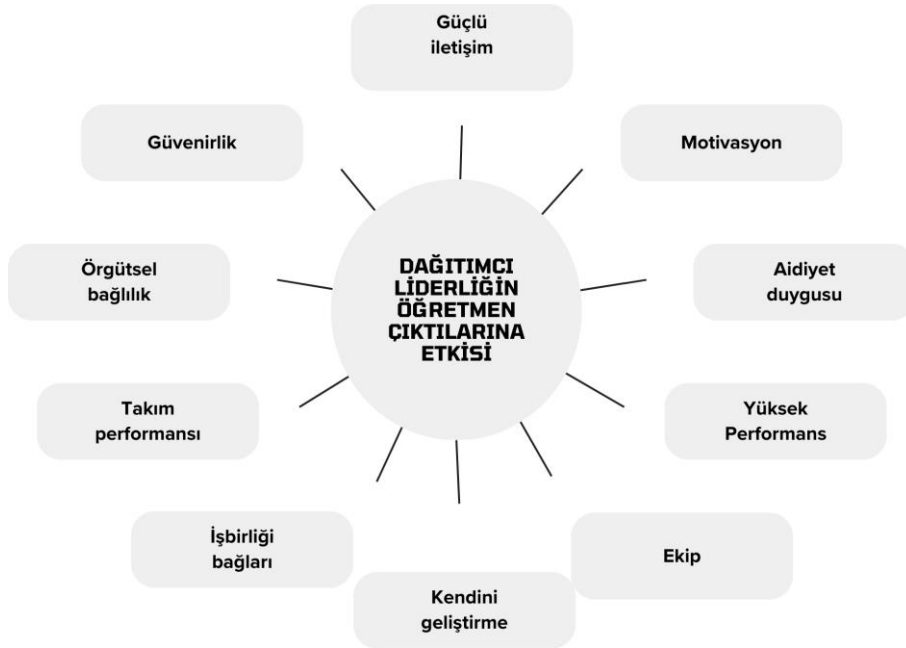 Güçlü
iletişim
Güvenirlik
Motivasyon
Örgütsel
bağlılık
DAĞITIMCI
LİDERLİĞİN
ÖĞRETMEN
ÇIKTILARINA
ETKİSİ
Aidiyet
duygusu
Takım
performansı
Yüksek
Performans
İşbirliği
bağları
Ekip
Kendini
geliştirme